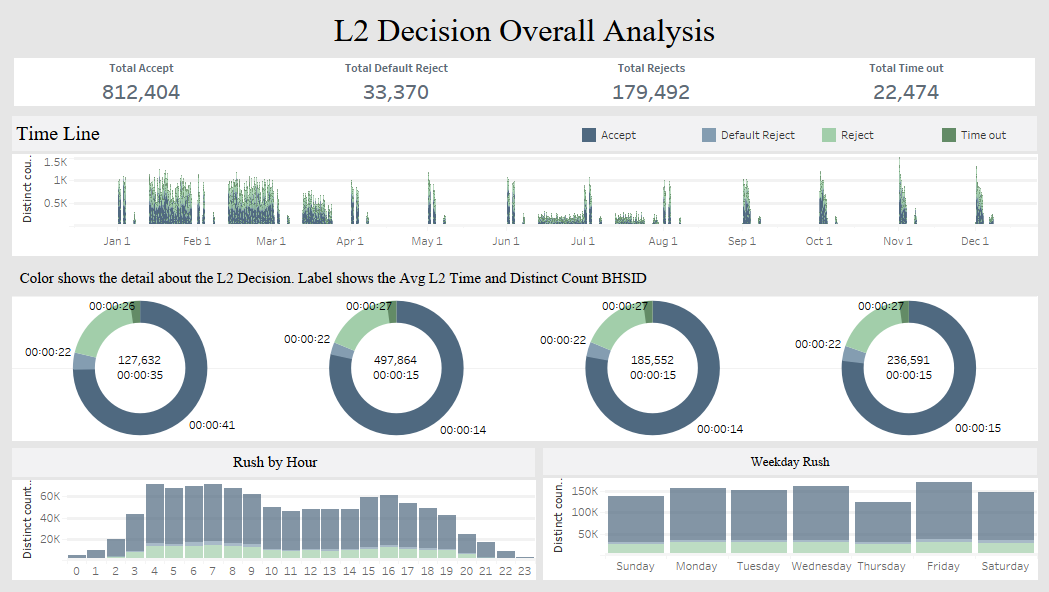 L2 Decision Overall Analysis
Total Accept Total Default Reject Total Rejects Total Time out
812,404 33,370 179,492 22,474
Time Line
Accept Default Reject Reject Time out
Distinct cou..
1.5K
1K
0.5K
Jan 1 Feb 1 Mar 1 Apr 1 May 1 Jun 1 Jul 1 Aug 1 Sep 1 Oct 1 Nov 1 Dec 1
Color shows the detail about the L2 Decision. Label shows the Avg L2 Time and Distinct Count BHSID
00:00:26
00:00:22
127,632
00:00:35
00:00:41
00:00:27
00:00:22
497,864
00:00:15
00:00:14
00:00:27
00:00:22
185,552
00:00:15
00:00:14
00:00:27
00:00:22
236,591
00:00:15
00:00:15
Rush by Hour
Distinct count..
60K
40K
20K
0 1 2 3 4 5 6 7 8 9 10 11 12 13 14 15 16 17 18 19 20 21 22 23
Weekday Rush
Distinct coun..
150K
100K
50K
Sunday Monday Tuesday Wednesday Thursday Friday Saturday